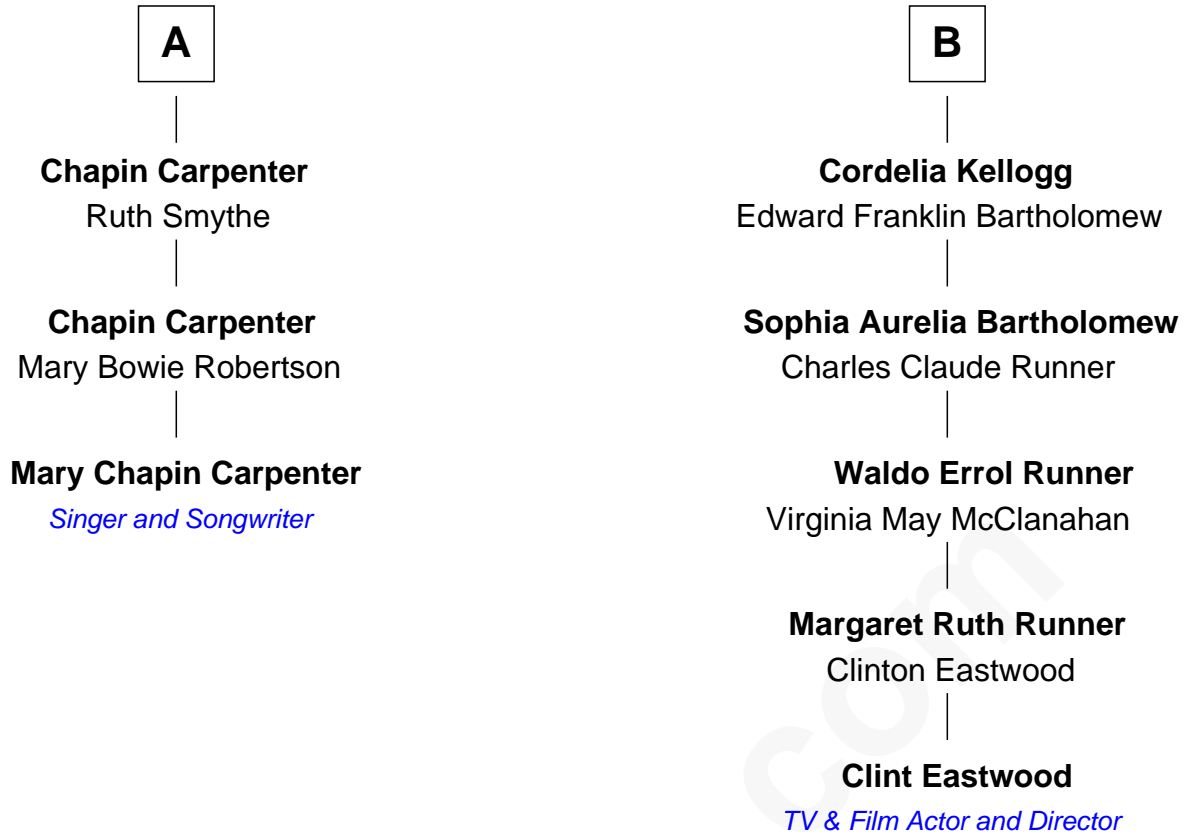 A
Chapin Carpenter
Ruth Smythe
Chapin Carpenter
Mary Bowie Robertson
Mary Chapin Carpenter
Singer and Songwriter
B
Cordelia Kellogg
Edward Franklin Bartholomew
Sophia Aurelia Bartholomew
Charles Claude Runner
Waldo Errol Runner
Virginia May McClanahan
Margaret Ruth Runner
Clinton Eastwood
Clint Eastwood
TV & Film Actor and Director
com